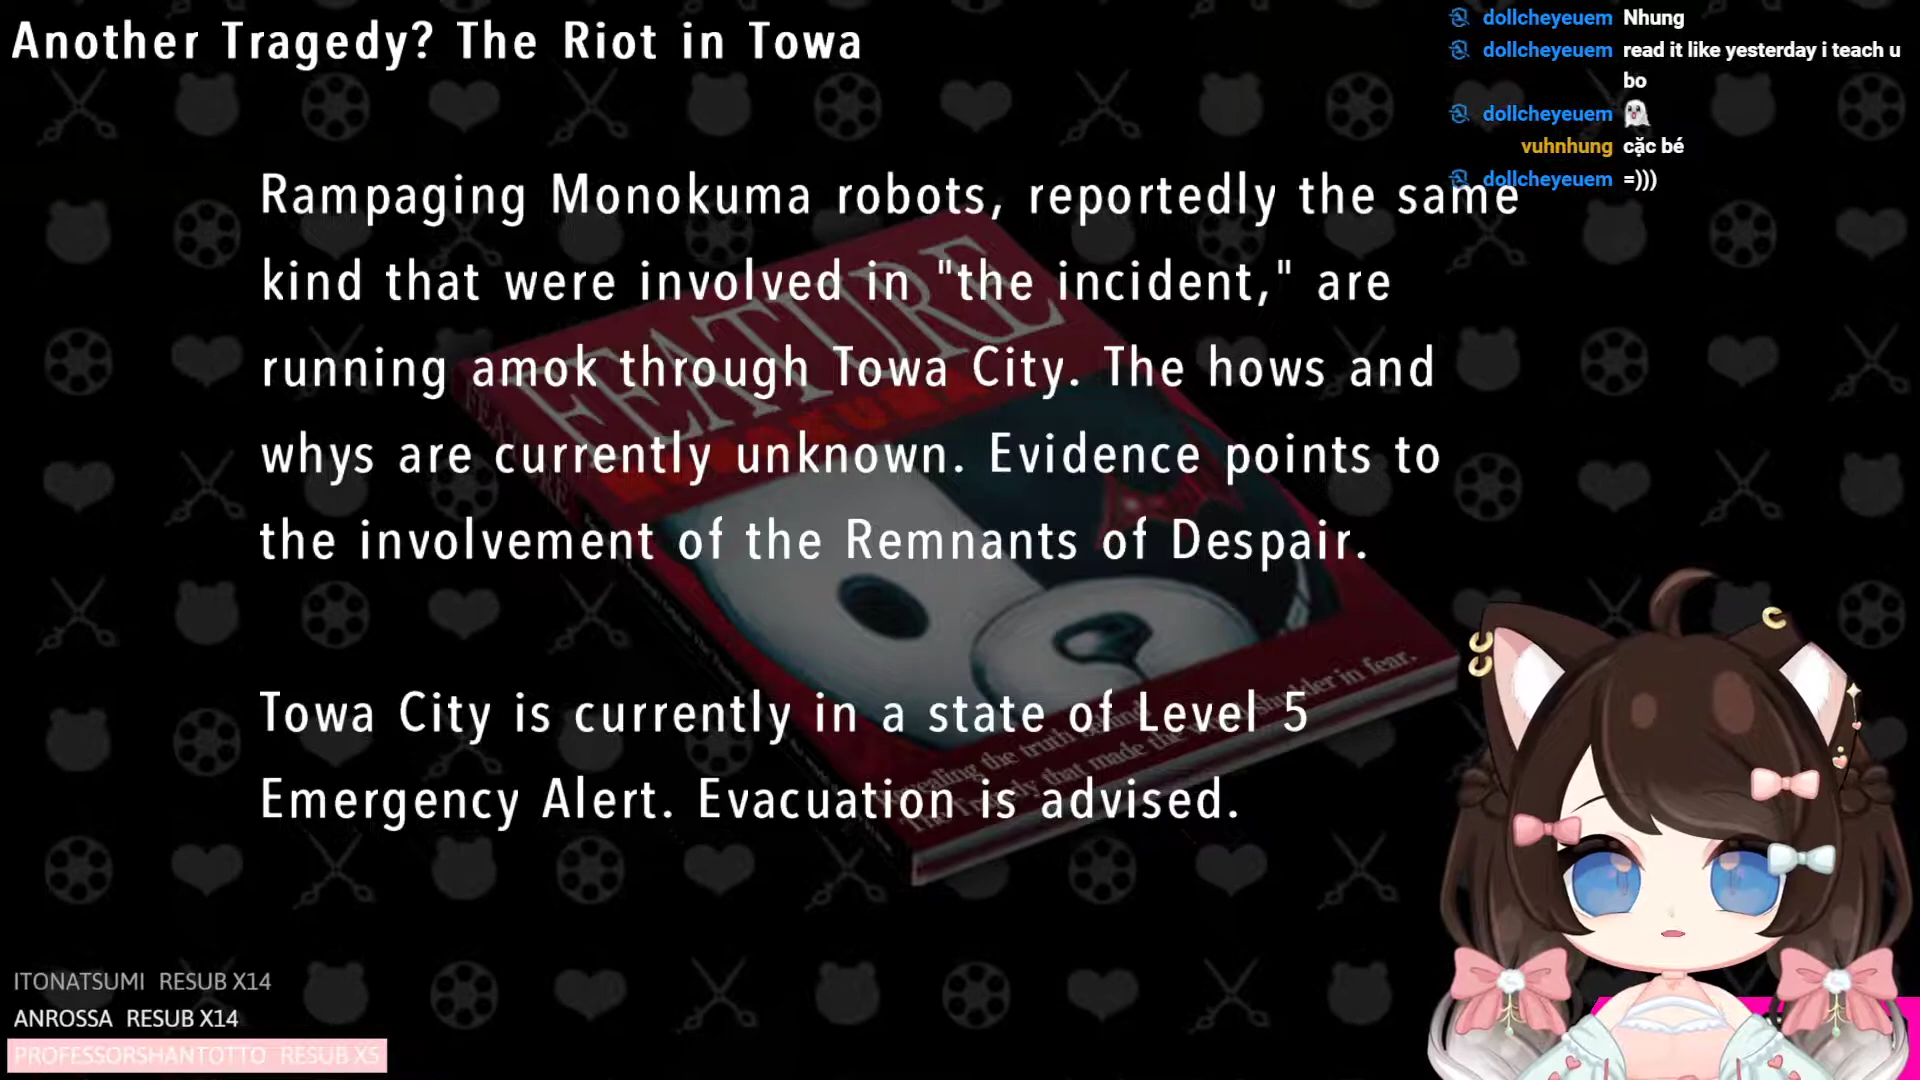 Another Tragedy? The Riot in Towa
dollcheyeuem Nhung
dollcheyeuem read it like yesterday i teach u
bo
dollcheyeuem
vuhnhung cặc bé
dollcheyeuem =)))
Rampaging Monokuma robots, reportedly the same
kind that were involved in "the incident," are
running amok through Towa City. The hows and
whys are currently unknown. Evidence points to
the involvement of the Remnants of Despair.
Towa City is currently in a state of Level 5
Emergency Alert. Evacuation is advised.
FEATURE
ITONATSUMI RESUB X14
ANROSSA RESUB X14
PROFESSORSHANTOTTO RESUB X5